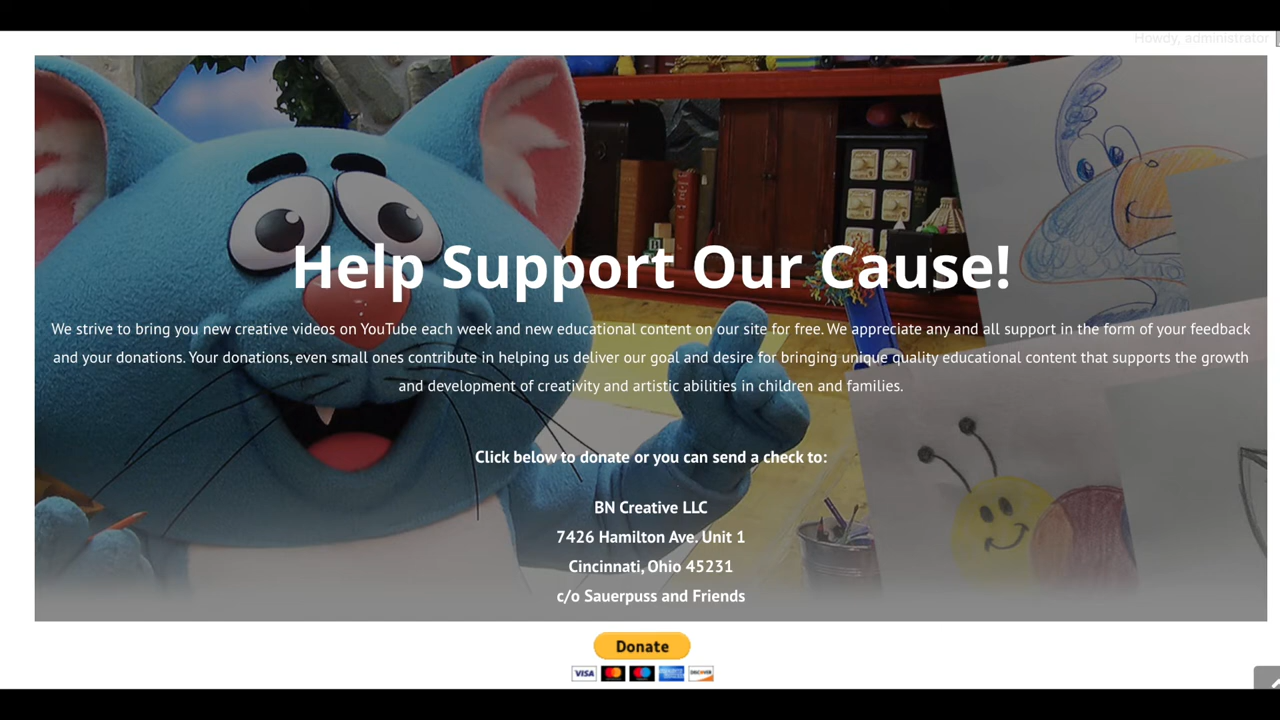 Howdy, administrator
Help Support Our Cause!
We strive to bring you new creative videos on YouTube each week and new educational content on our site for free. We appreciate any and all support in the form of your feedback
and your donations. Your donations, even small ones contribute in helping us deliver our goal and desire for bringing unique quality educational content that supports the growth
and development of creativity and artistic abilities in children and families.
Click below to donate or you can send a check to:
BN Creative LLC
7426 Hamilton Ave. Unit 1
Cincinnati, Ohio 45231
c/o Sauerpuss and Friends
Donate
VISA
DISCOVER